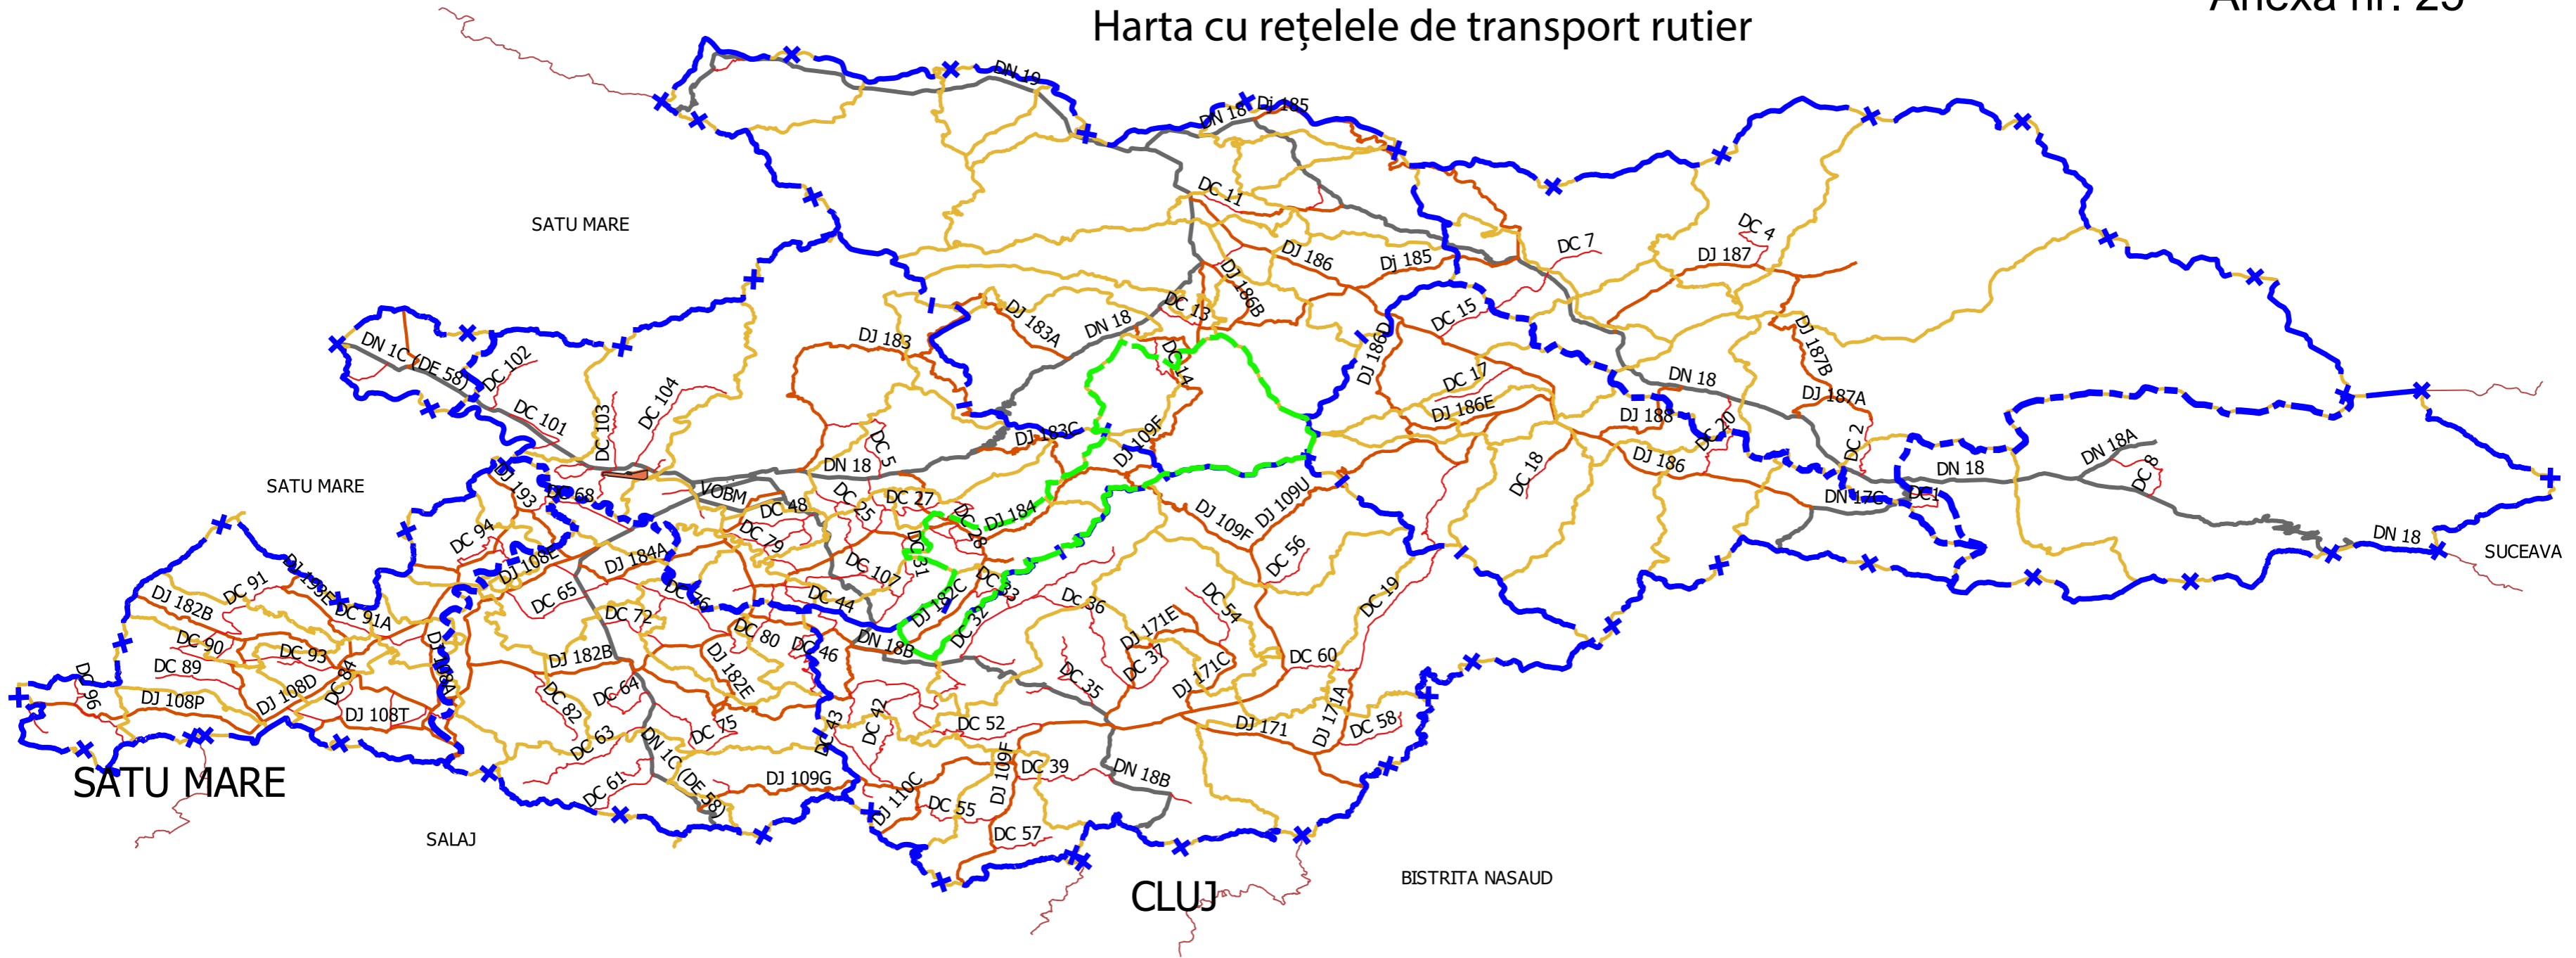 Anexa nr. 25
Harta cu rețelele de transport rutier
DN 19
Dj 185
DN 18
DC 11
SATU MARE
DC 4
DC 7
DJ 186
Dj 185
DJ 187
DJ 186B
DC 13
DC 15
DJ 183A
DN 18
DJ 183
DJ 186D
DJ 187B
DN 1C (DE 58)
DC 102
DC 14
DC 17
DN 18
DC 104
DJ 187A
DC 101
DC 103
DJ 186E
DJ 188
DC 20
DJ 183C
DJ 109F
DC 5
DC 2
DN 18A
DN 18
DC 18
DJ 186
DN 18
DC 8
SATU MARE
DJ 193
DC 68
VOBM
DC 25
DC 27
DC 48
DN 17C
DC1
DJ 184
DC 28
DJ 109F
DJ 109U
DC 94
DC 79
DC 31
DN 18
SUCEAVA
DJ 108E
DJ 184A
DC 107
DC 56
DC 91
DJ 193E
DC 65
DC 76
DC 33
DJ 182C
DC 19
DJ 182B
DC 91A
DC 72
DC 44
DC 36
DC 54
DC 90
DC 93
DC 80
DC 46
DN 18B
DC 32
DJ 171E
DC 89
DC 84
DJ 108A
DJ 182B
DJ 182E
DC 37
DJ 171C
DC 60
DC 96
DJ 108P
DJ 108D
DJ 108T
DC 82
DC 64
DC 35
DC 75
DC 43
DC 42
DC 52
DJ 171
DJ 171A
DC 58
DC 63
DN 1C (DE 58)
SATU MARE
DC 61
DJ 109G
DJ 109F
DC 39
DN 18B
DJ 110C
DC 55
DC 57
SALAJ
CLUJ
BISTRITA NASAUD